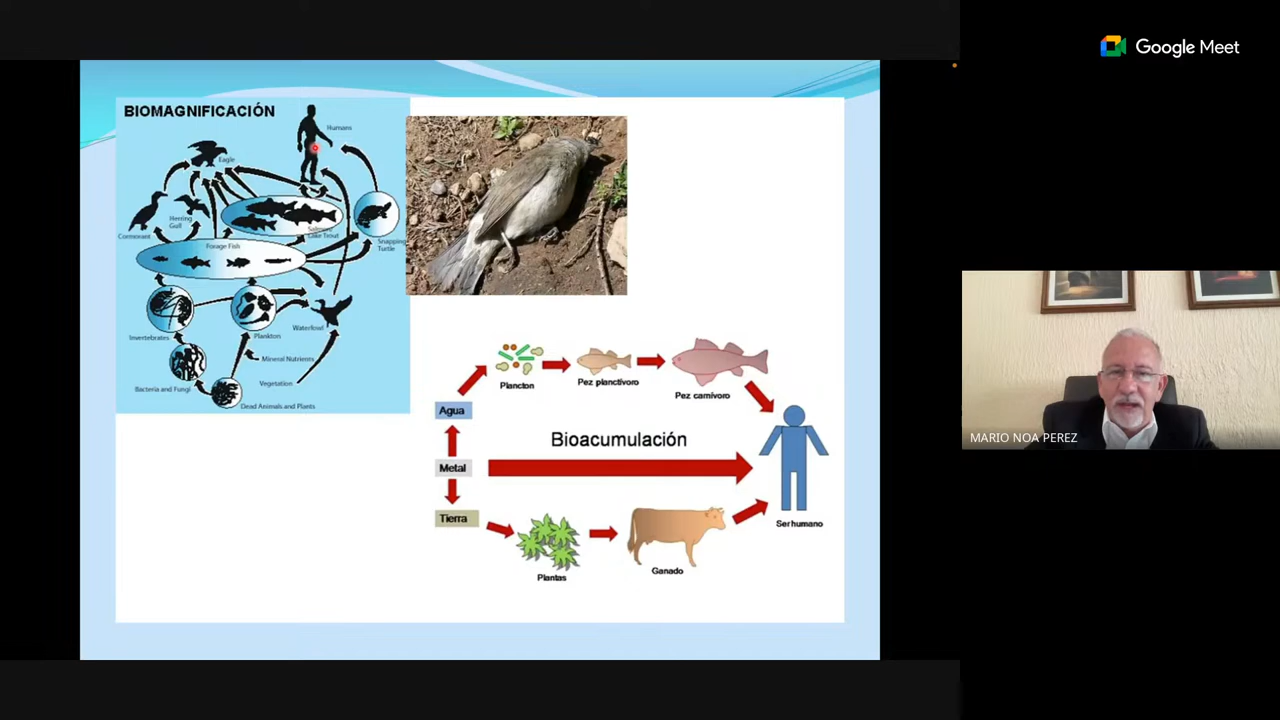 Google Meet
BIOMAGNIFICACIÓN
Humans
Eagle
Cormorant
Herring
Gull
Lake Trout
Snapping
Turtle
Forage Fish
Invertebrates
Plankton
Waterfowl
Mineral Nutrients
Bacteria and Fungi
Vegetation
Dead Animals and Plants
Plancton
Pez planctívoro
Pez carnívoro
Agua
Bioacumulación
Metal
Tierra
Ser humano
Plantas
Ganado
MARIO NOA PEREZ